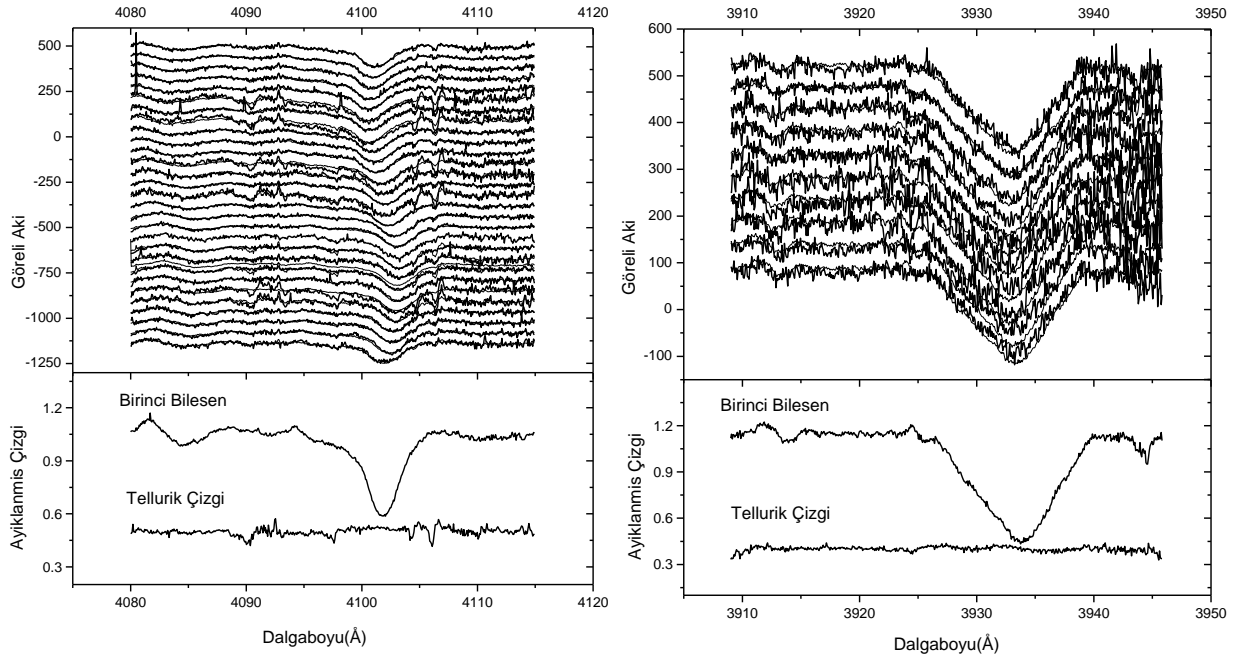 4080 4090 4100 4110 4120
500
250
0
-250
-500
-750
-1000
-1250
Göreli Aki
1.2
0.9
0.6
0.3
Ayiklanmis Çizgi
Birinci Bilesen
Tellurik Çizgi
4080 4090 4100 4110 4120
Dalgaboyu(Å)
3910 3920 3930 3940 3950
600
500
400
300
200
100
0
-100
Göreli Aki
1.2
0.9
0.6
0.3
Ayiklanmis Çizgi
Birinci Bilesen
Tellurik Çizgi
3910 3920 3930 3940 3950
Dalgaboyu(Å)